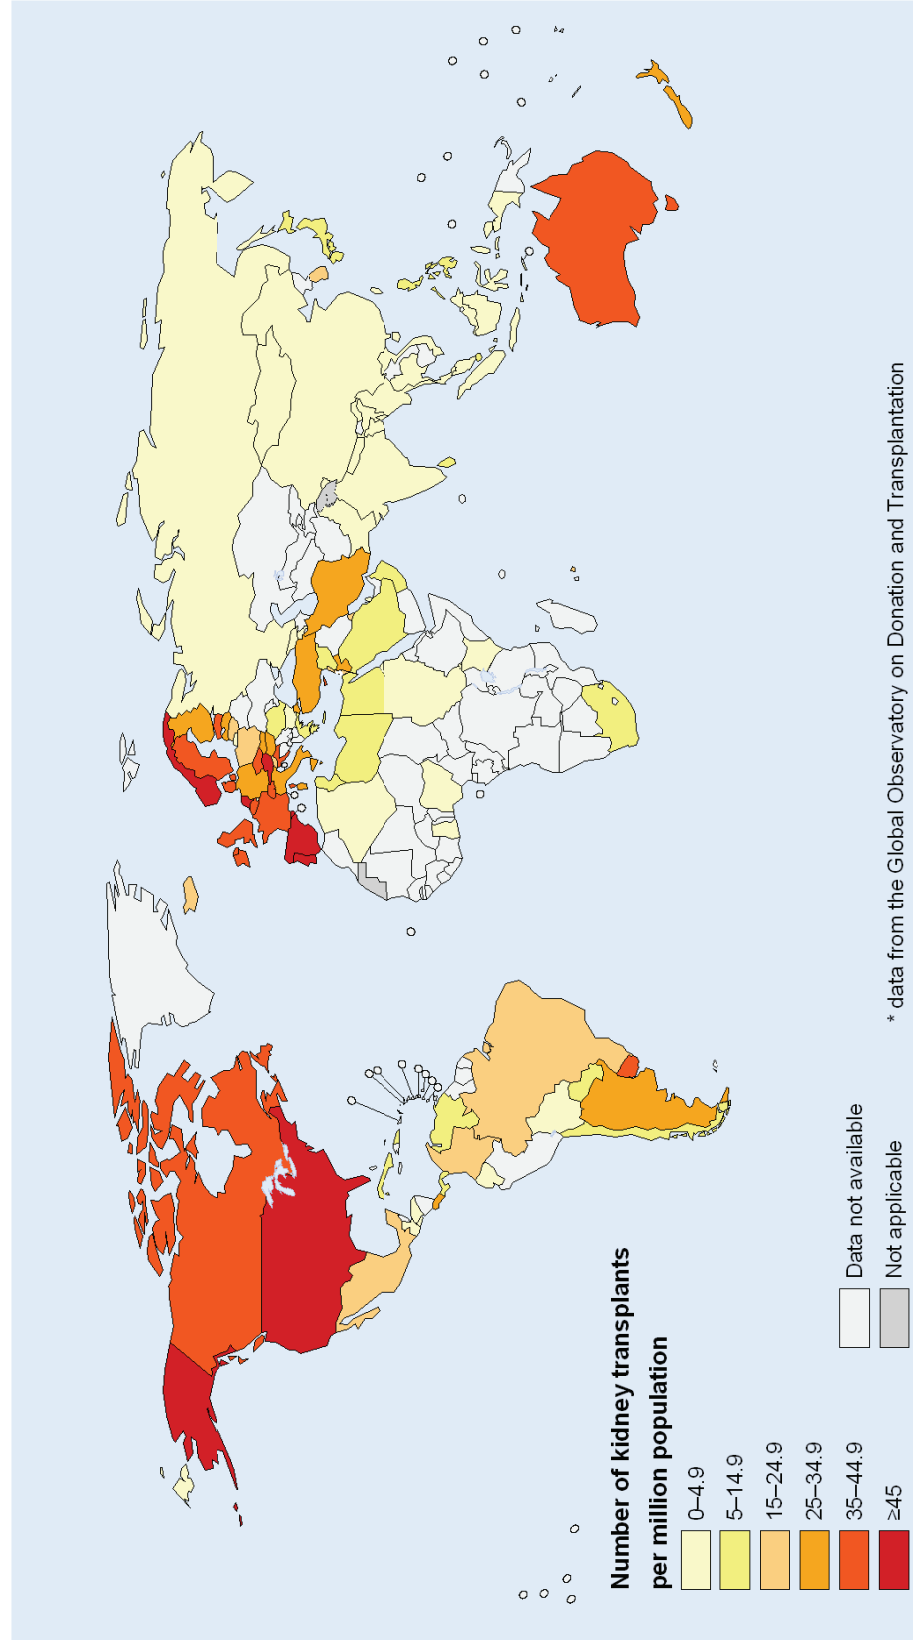 Number of kidney transplants
per million population
0–4.9
5–14.9
15–24.9
25–34.9
35–44.9
≥45
Data not available
Not applicable
* data from the Global Observatory on Donation and Transplantation